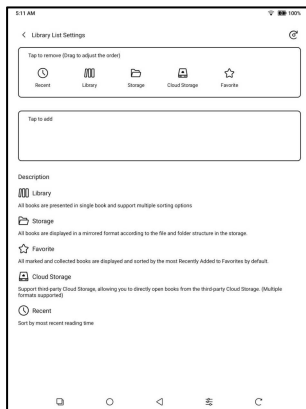 5:11 AM
100%
Library List Settings
Tap to remove (Drag to adjust the order)
Recent
Library
Storage
Cloud Storage
Favorite
Tap to add
Description
Library
All books are presented in single book and support multiple sorting options
Storage
All books are displayed in a mirrored format according to the file and folder structure in the storage.
Favorite
All marked and collected books are displayed and sorted by the most Recently Added to Favorites by default.
Cloud Storage
Support third-party Cloud Storage, allowing you to directly open books from the third-party Cloud Storage. (Multiple
formats supported)
Recent
Sort by most recent reading time